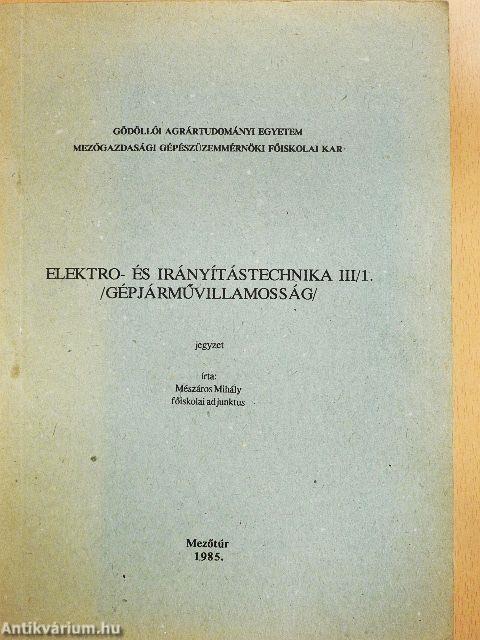 GÖDÖLLŐI AGRÁRTUDOMÁNYI EGYETEM
MEZŐGAZDASÁGI GÉPÉSZÜZEMMÉRNÖKI FŐISKOLAI KAR
ELEKTRO- ÉS IRÁNYÍTÁSTECHNIKA III/1.
/GÉPJÁRMŰVILLAMOSSÁG/
jegyzet
írta:
Mészáros Mihály
főiskolai adjunktus
Mezőtúr
1985.
Antikvárium.hu